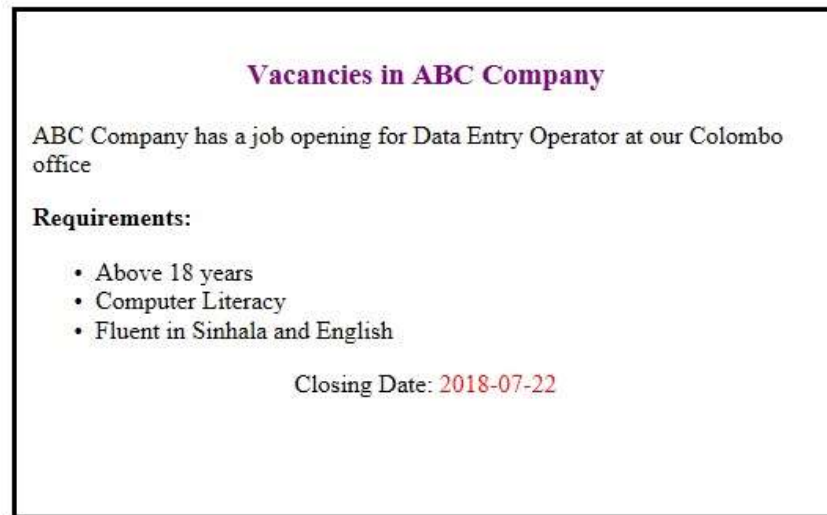 Vacancies in ABC Company
ABC Company has a job opening for Data Entry Operator at our Colombo
office
Requirements:
• Above 18 years
• Computer Literacy
• Fluent in Sinhala and English
Closing Date: 2018-07-22